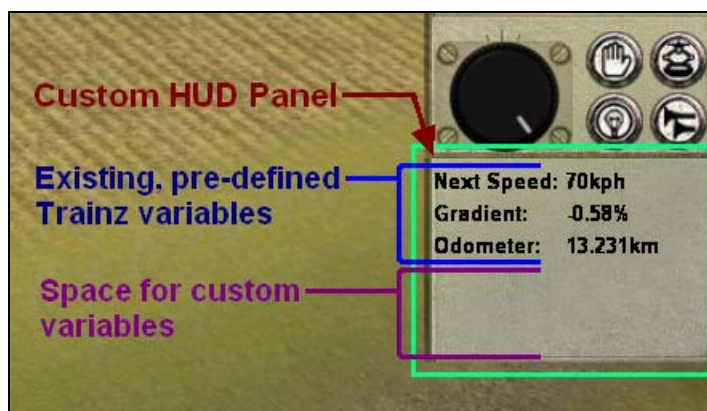 Custom HUD Panel
Existing, pre-defined
Trainz variables
Next Speed: 70kph
Gradient: -0.58%
Odometer: 13.231km
Space for custom
variables